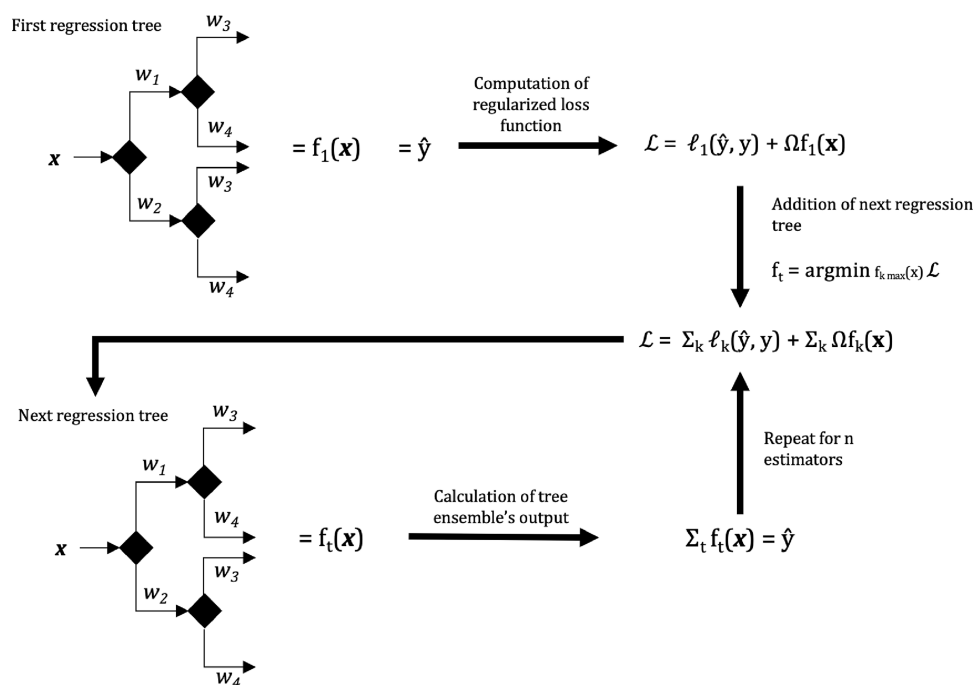 First regression tree
w3
w1
w4
x
w3
w2
w4
= f1(x) = ŷ
Computation of
regularized loss
function
ℒ = ℓ1(ŷ, y) + Ωf1(x)
Addition of next regression
tree
ft = argmin fk max(x) ℒ
ℒ = Σk ℓk(ŷ, y) + Σk Ωfk(x)
Next regression tree
w3
w1
w4
x
w3
w2
w4
= ft(x)
Calculation of tree
ensemble's output
Σt ft(x) = ŷ
Repeat for n
estimators